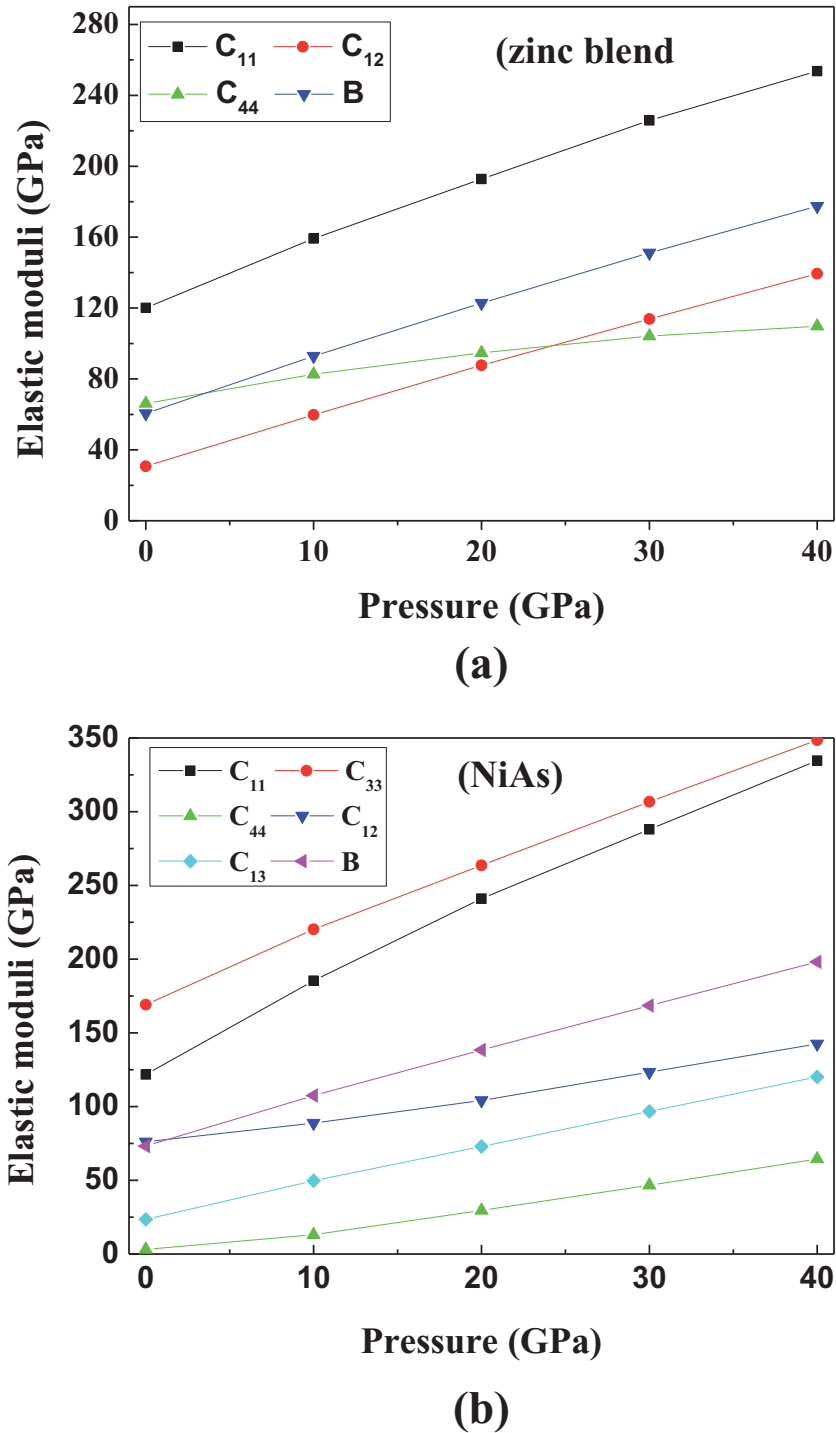 280
240
200
160
120
80
40
0
Elastic moduli (GPa)
C₁₁ C₁₂
C₄₄ B
(zinc blend
0 10 20 30 40
Pressure (GPa)
(a)
350
300
250
200
150
100
50
0
Elastic moduli (GPa)
C₁₁ C₃₃
C₄₄ C₁₂
C₁₃ B
(NiAs)
0 10 20 30 40
Pressure (GPa)
(b)